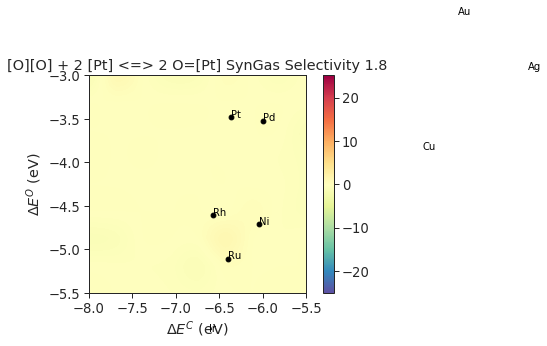 Au
[O][O] + 2 [Pt] <=> 2 O=[Pt] SynGas Selectivity 1.8
Ag
−3.0
−3.5
−4.0
−4.5
−5.0
−5.5
ΔE^O (eV)
Pt
Pd
Cu
Rh
Ni
Ru
20
10
0
−10
−20
−8.0
−7.5
−7.0
−6.5
−6.0
−5.5
ΔE^C (eV)